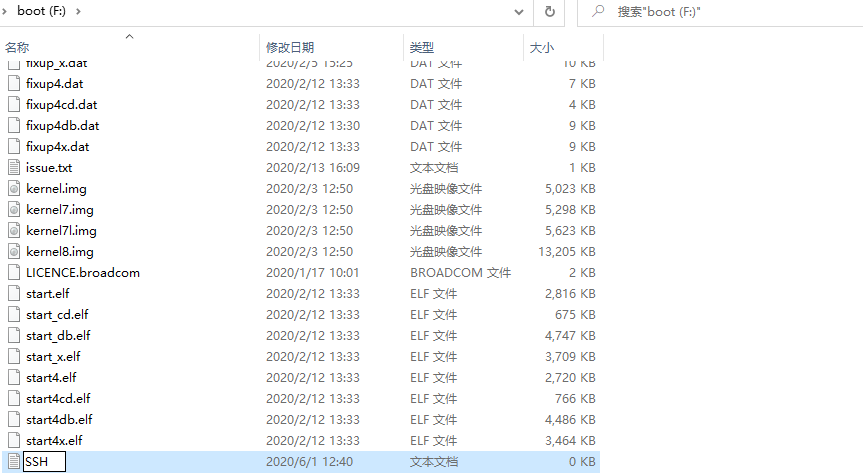 boot (F:)
搜索"boot (F:)"
名称 修改日期 类型 大小
fixup_x.dat 2020/2/5 15:25 DAT 文件 10 KB
fixup4.dat 2020/2/12 13:33 DAT 文件 7 KB
fixup4cd.dat 2020/2/12 13:33 DAT 文件 4 KB
fixup4db.dat 2020/2/12 13:30 DAT 文件 9 KB
fixup4x.dat 2020/2/12 13:33 DAT 文件 9 KB
issue.txt 2020/2/13 16:09 文本文档 1 KB
kernel.img 2020/2/3 12:50 光盘映像文件 5,023 KB
kernel7.img 2020/2/3 12:50 光盘映像文件 5,298 KB
kernel7l.img 2020/2/3 12:50 光盘映像文件 5,623 KB
kernel8.img 2020/2/3 12:50 光盘映像文件 13,205 KB
LICENCE.broadcom 2020/1/17 10:01 BROADCOM 文件 2 KB
start.elf 2020/2/12 13:33 ELF 文件 2,816 KB
start_cd.elf 2020/2/12 13:33 ELF 文件 675 KB
start_db.elf 2020/2/12 13:33 ELF 文件 4,747 KB
start_x.elf 2020/2/12 13:33 ELF 文件 3,709 KB
start4.elf 2020/2/12 13:33 ELF 文件 2,720 KB
start4cd.elf 2020/2/12 13:33 ELF 文件 766 KB
start4db.elf 2020/2/12 13:33 ELF 文件 4,486 KB
start4x.elf 2020/2/12 13:33 ELF 文件 3,464 KB
SSH 2020/6/1 12:40 文本文档 0 KB